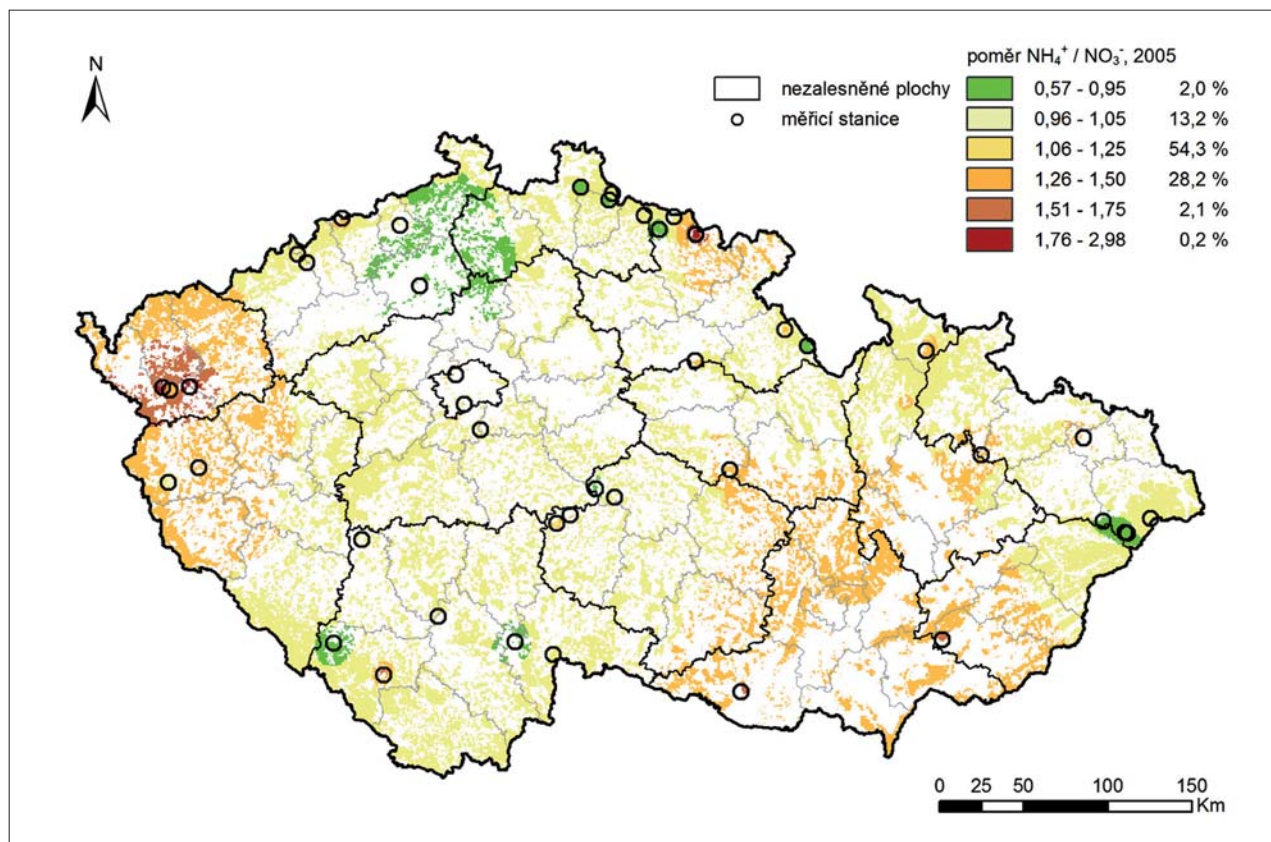 N
poměr NH₄⁺ / NO₃⁻, 2005
nezalesněné plochy
měřicí stanice
0,57 - 0,95 2,0 %
0,96 - 1,05 13,2 %
1,06 - 1,25 54,3 %
1,26 - 1,50 28,2 %
1,51 - 1,75 2,1 %
1,76 - 2,98 0,2 %
0 25 50 100 150
Km